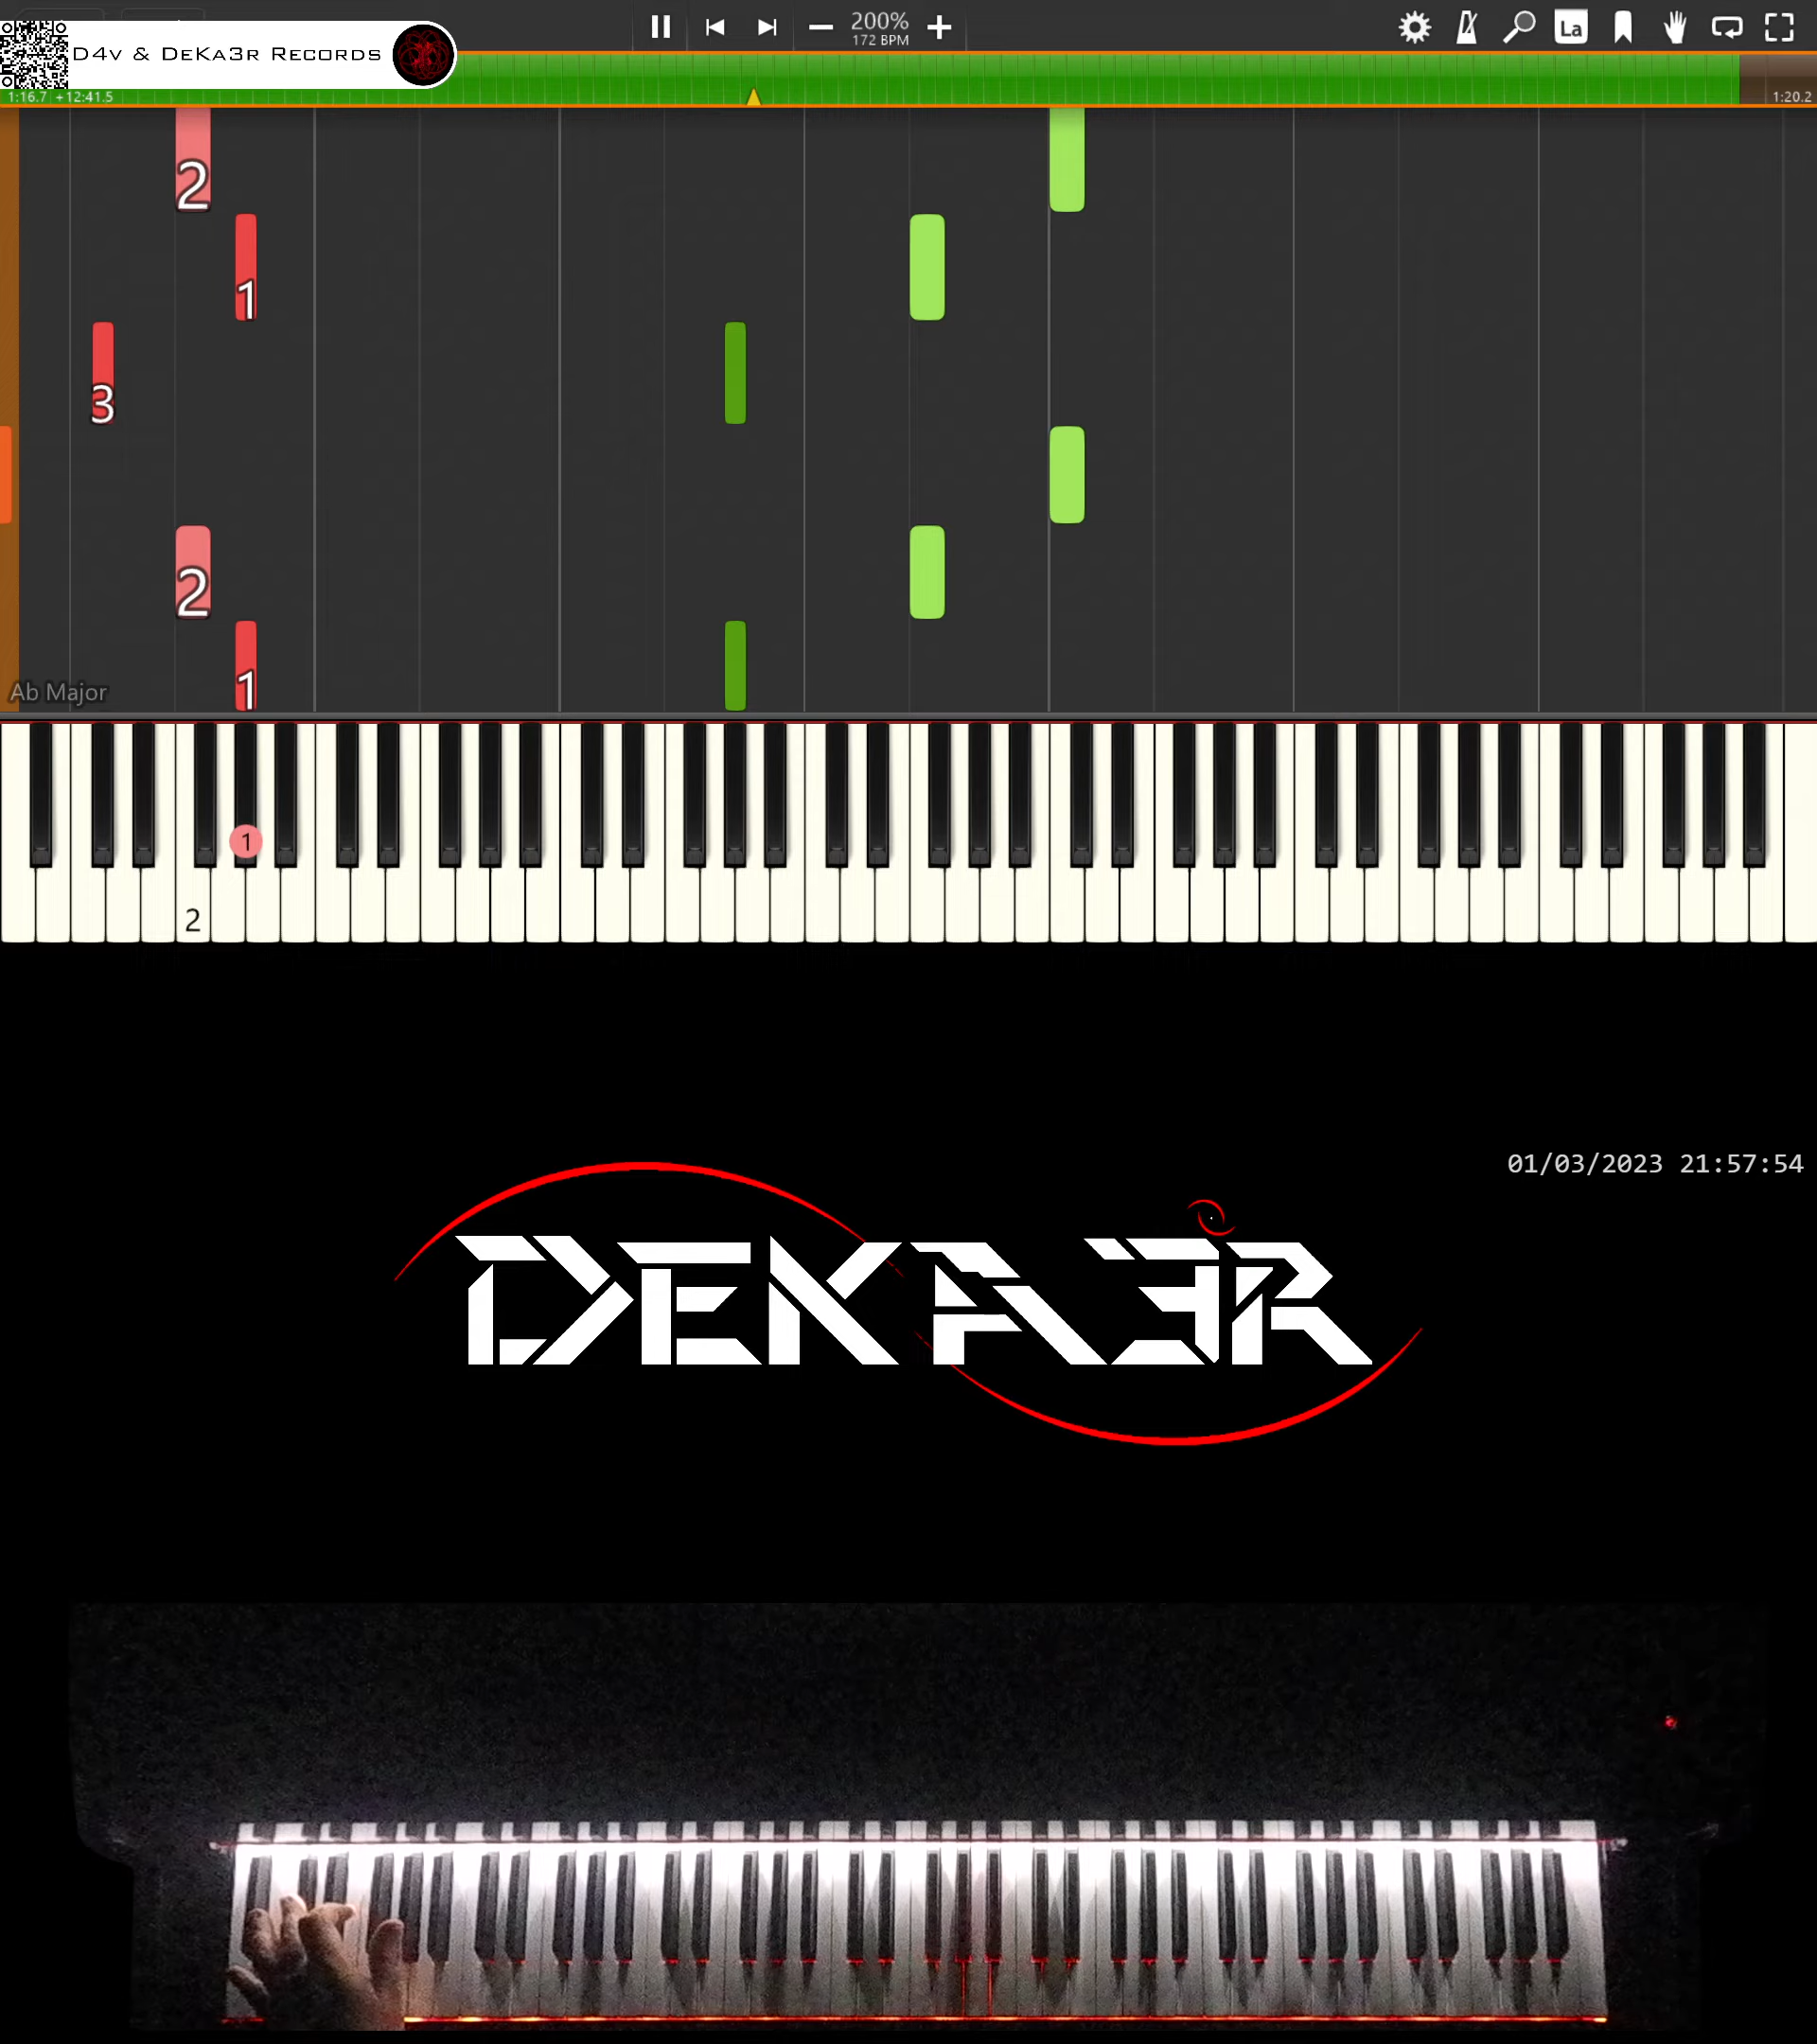 D4v & DeKa3r Records
200%
172 BPM
La
1:16.7 +12:41.5
1:20.2
2
1
3
2
1
Ab Major
1
2
01/03/2023 21:57:54
DEKA3R